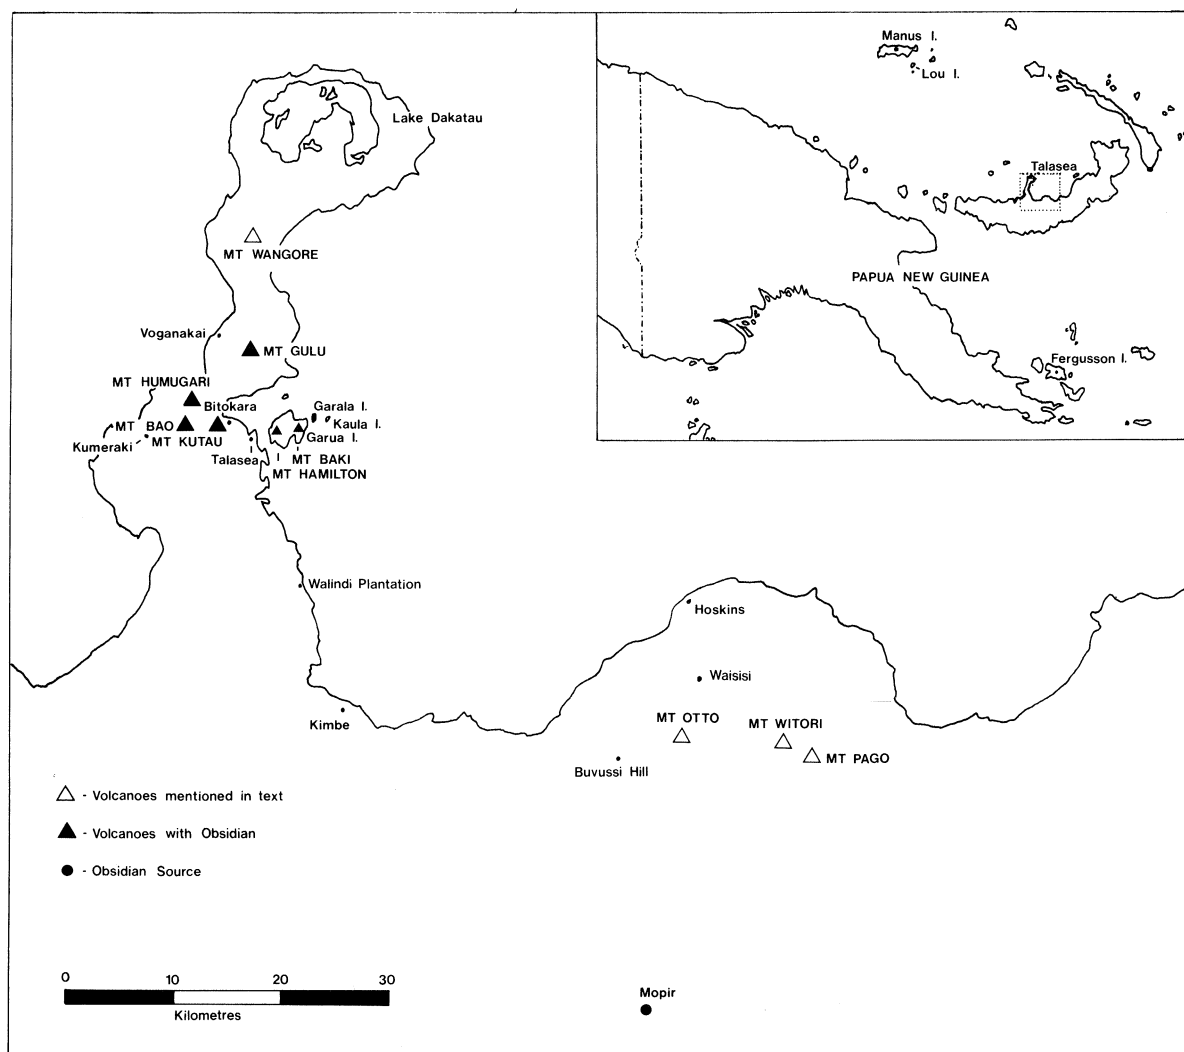 Manus I.
Lou I.
Talasea
PAPUA NEW GUINEA
Fergusson I.
Lake Dakatau
MT WANGORE
Voganakai
MT GULU
MT HUMUGARI
Bitokara
Garala I.
MT BAO
Kaula I.
MT KUTAU
Garua I.
Kumeraki
Talasea
MT BAKI
MT HAMILTON
Walindi Plantation
Hoskins
Waisisi
Kimbe
MT OTTO
MT WITORI
MT PAGO
Buvussi Hill
- Volcanoes mentioned in text
- Volcanoes with Obsidian
- Obsidian Source
0 10 20 30
Kilometres
Mopir